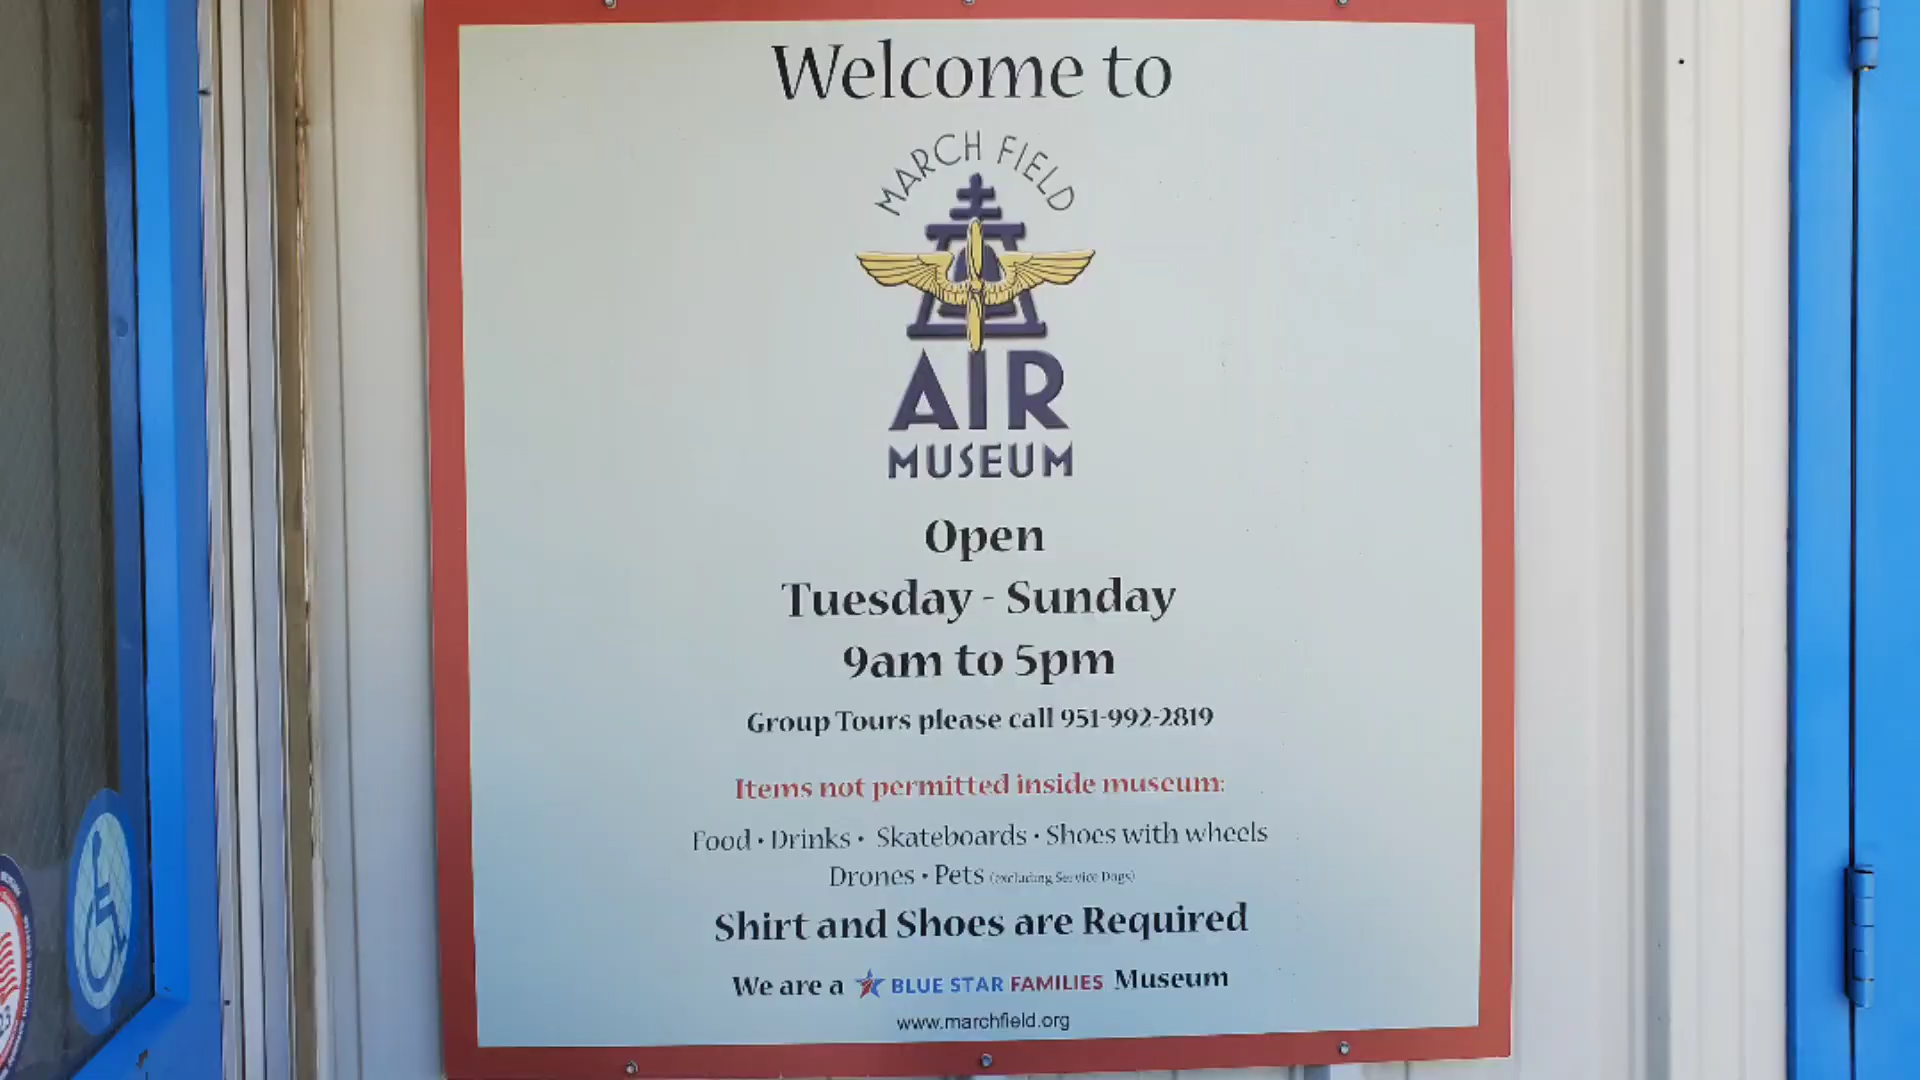 Welcome to
MARCH FIELD
AIR
MUSEUM
Open
Tuesday - Sunday
9am to 5pm
Group Tours please call 951-992-2819
Items not permitted inside museum:
Food • Drinks • Skateboards • Shoes with wheels
Drones • Pets (excluding Service Dogs)
Shirt and Shoes are Required
We are a BLUE STAR FAMILIES Museum
www.marchfield.org